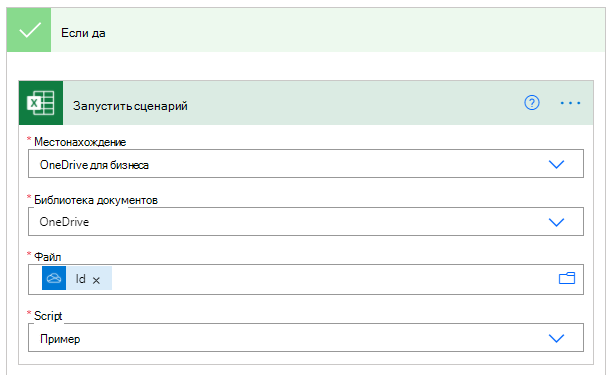 Если да
Запустить сценарий
* Местонахождение
OneDrive для бизнеса
* Библиотека документов
OneDrive
* Файл
Id ×
* Script
Пример